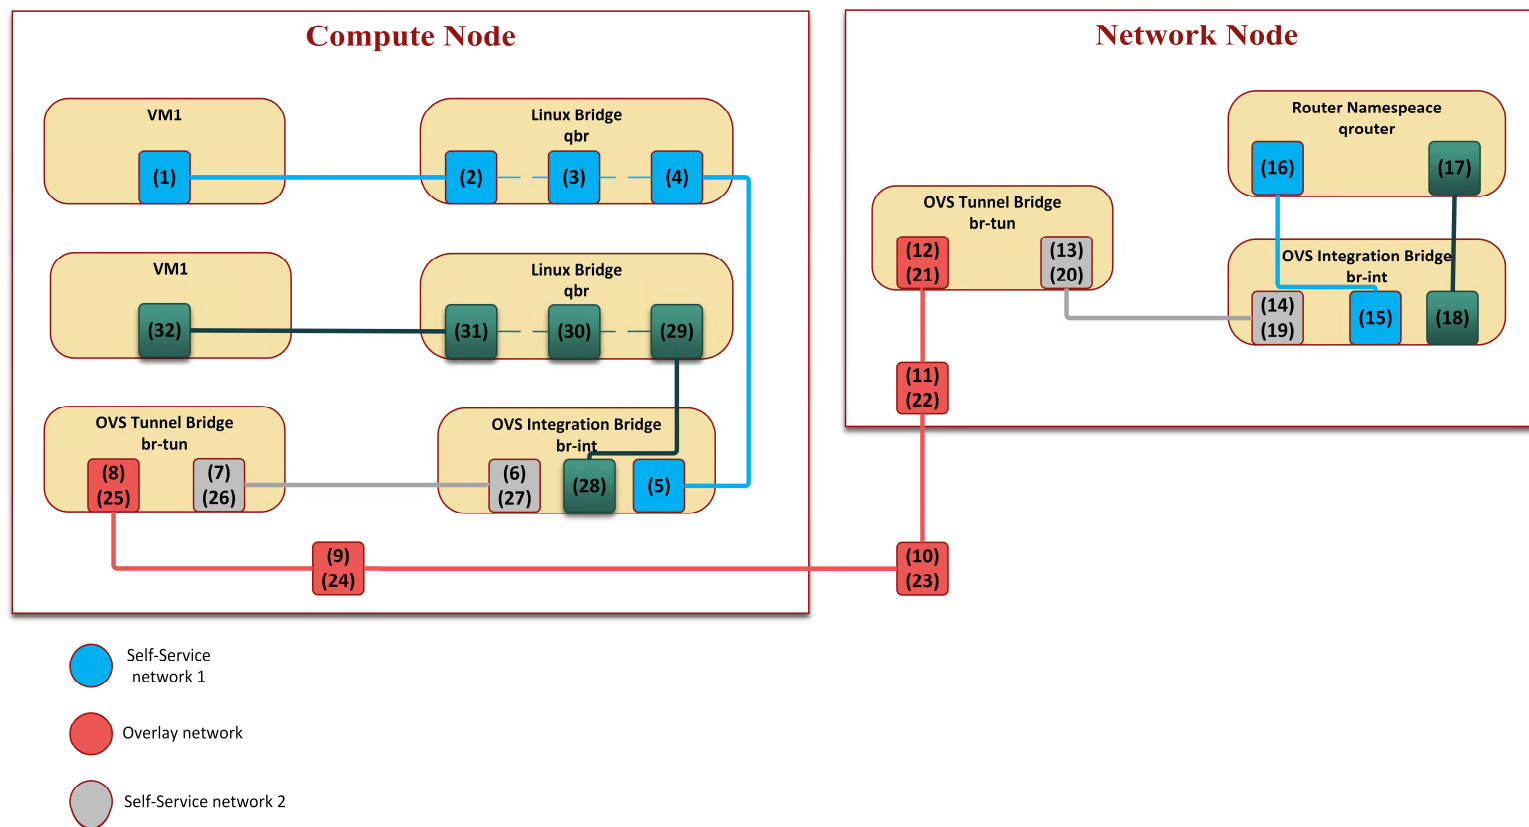 Compute Node
VM1
(1)
Linux Bridge
qbr
(2)
(3)
(4)
VM1
(32)
Linux Bridge
qbr
(31)
(30)
(29)
OVS Tunnel Bridge
br-tun
(8)
(25)
(7)
(26)
OVS Integration Bridge
br-int
(6)
(27)
(28)
(5)
(9)
(24)
Network Node
Router Namespeace
qrouter
(16)
(17)
OVS Tunnel Bridge
br-tun
(12)
(21)
(13)
(20)
OVS Integration Bridge
br-int
(14)
(19)
(15)
(18)
(11)
(22)
(10)
(23)
Self-Service
network 1
Overlay network
Self-Service network 2